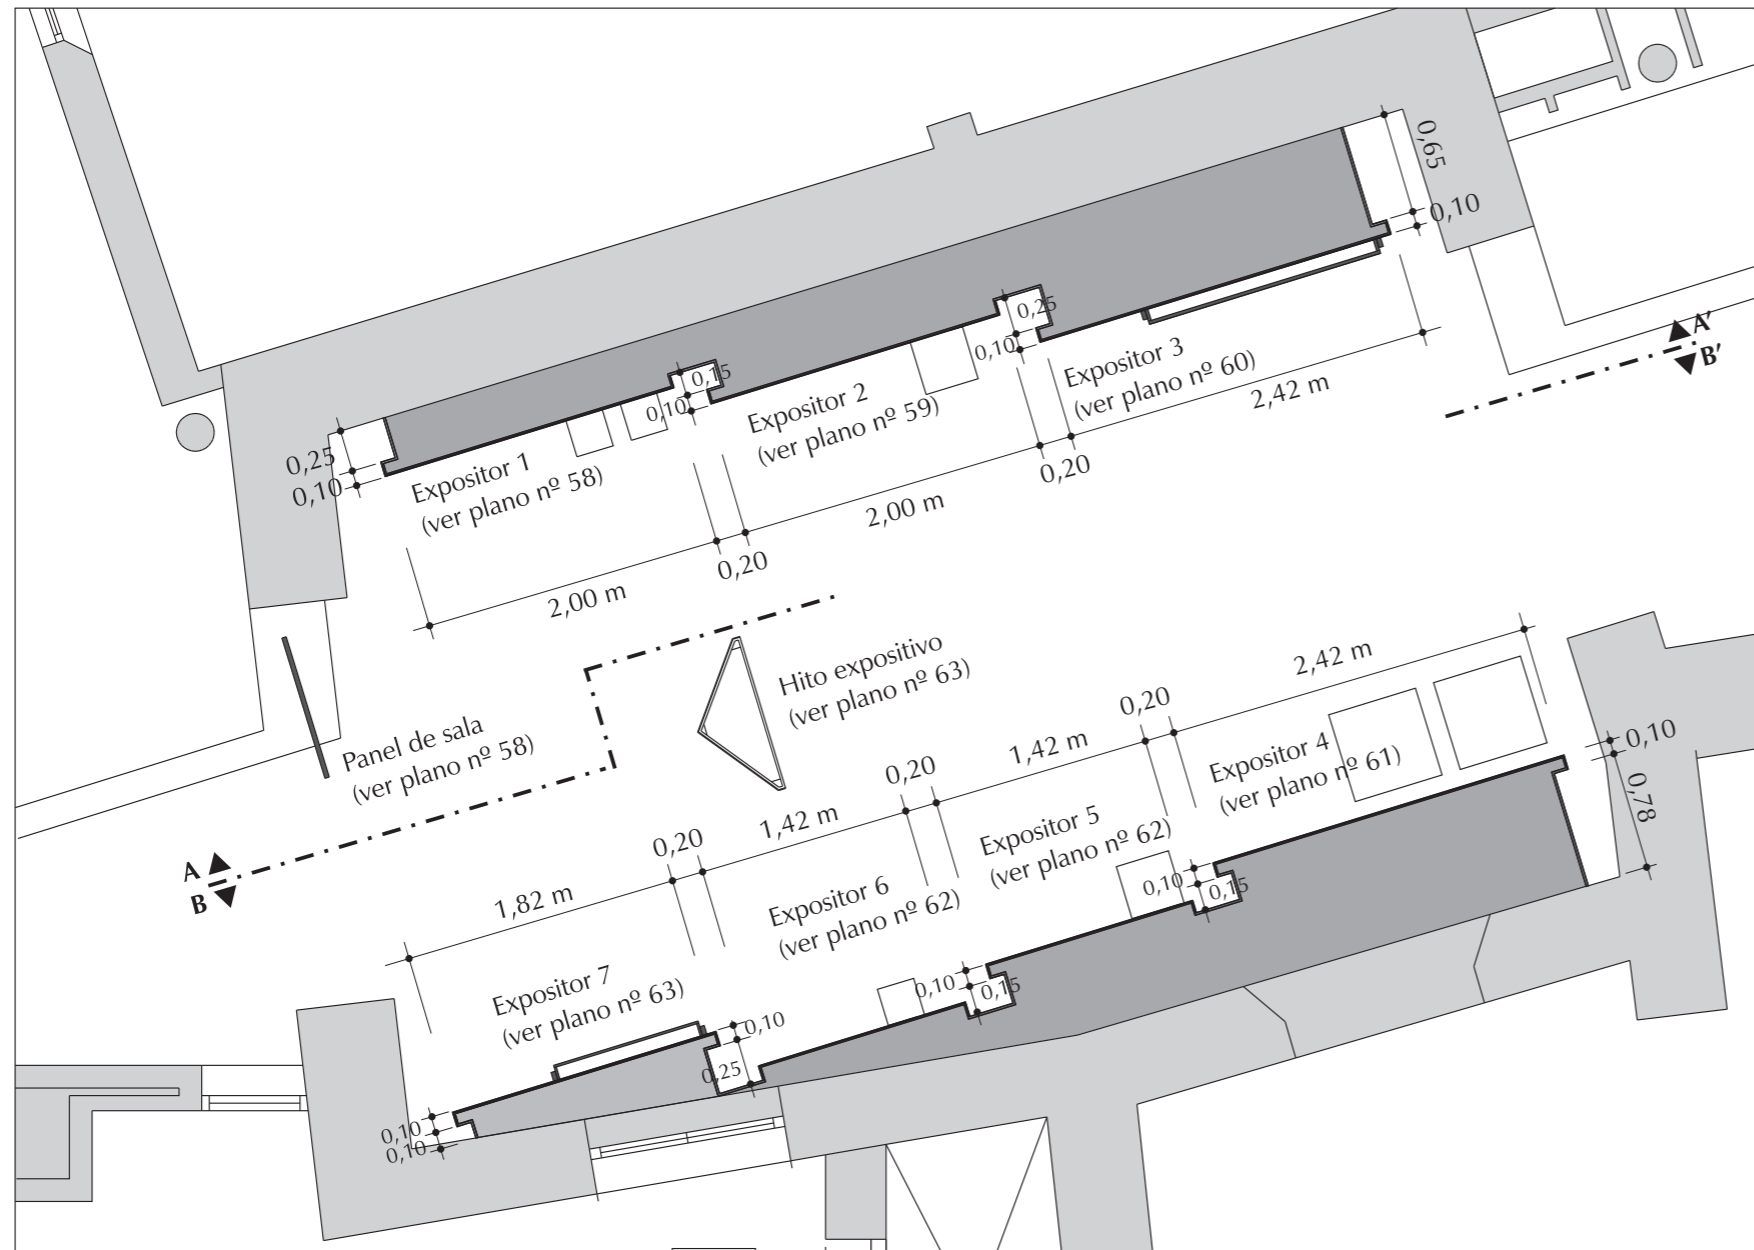 0,65
0,10
0,25
0,10
Expositor 1
(ver plano nº 58)
0,15
0,10
Expositor 2
(ver plano nº 59)
0,25
0,10
Expositor 3
(ver plano nº 60)
2,42 m
0,20
2,00 m
0,20
2,00 m
A′
B′
Panel de sala
(ver plano nº 58)
Hito expositivo
(ver plano nº 63)
A
B
1,82 m
0,20
1,42 m
0,20
1,42 m
0,20
2,42 m
Expositor 4
(ver plano nº 61)
0,10
0,78
Expositor 5
(ver plano nº 62)
0,10
0,15
Expositor 6
(ver plano nº 62)
0,10
0,15
Expositor 7
(ver plano nº 63)
0,10
0,25
0,10
0,10